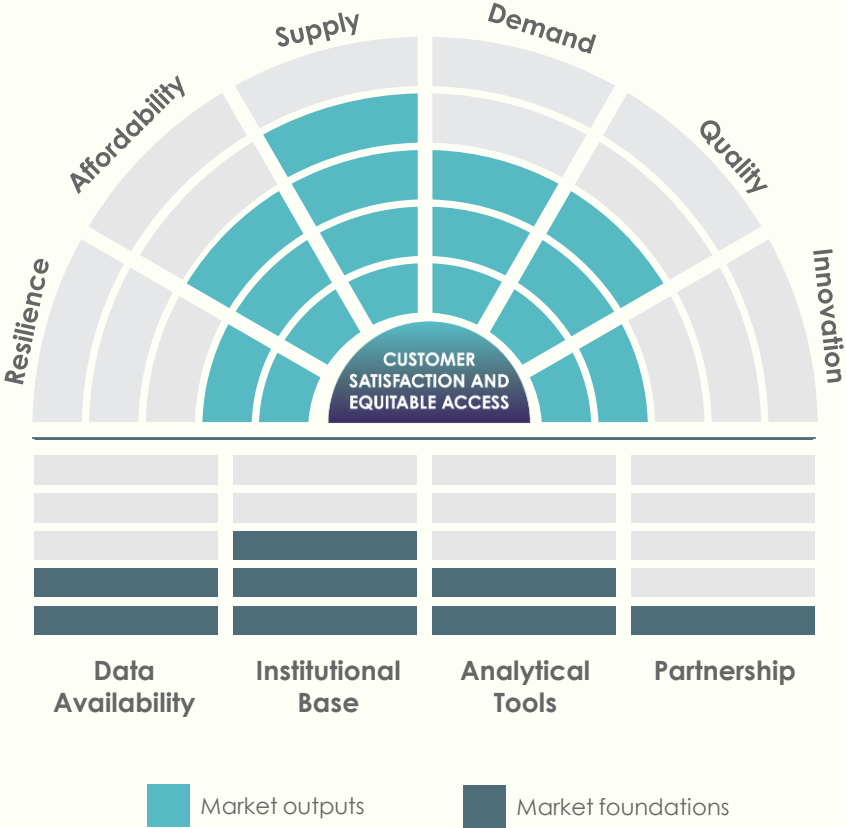 Resilience
Affordability
Supply
Demand
Quality
Innovation
CUSTOMER
SATISFACTION AND
EQUITABLE ACCESS
Data
Availability
Institutional
Base
Analytical
Tools
Partnership
Market outputs
Market foundations